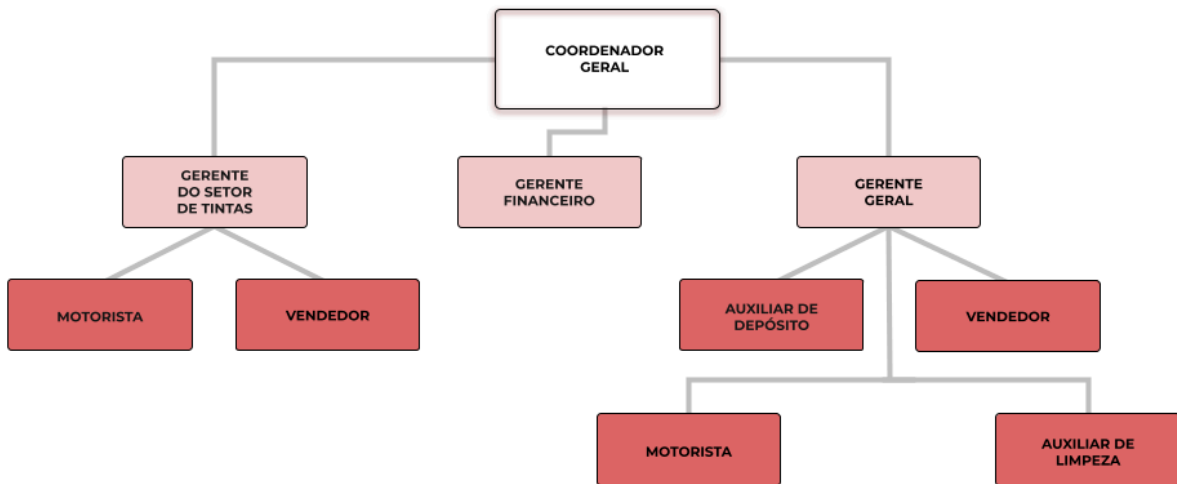 COORDENADOR
GERAL
GERENTE
DO SETOR
DE TINTAS
GERENTE
FINANCEIRO
GERENTE
GERAL
MOTORISTA
VENDEDOR
AUXILIAR DE
DEPÓSITO
VENDEDOR
MOTORISTA
AUXILIAR DE
LIMPEZA